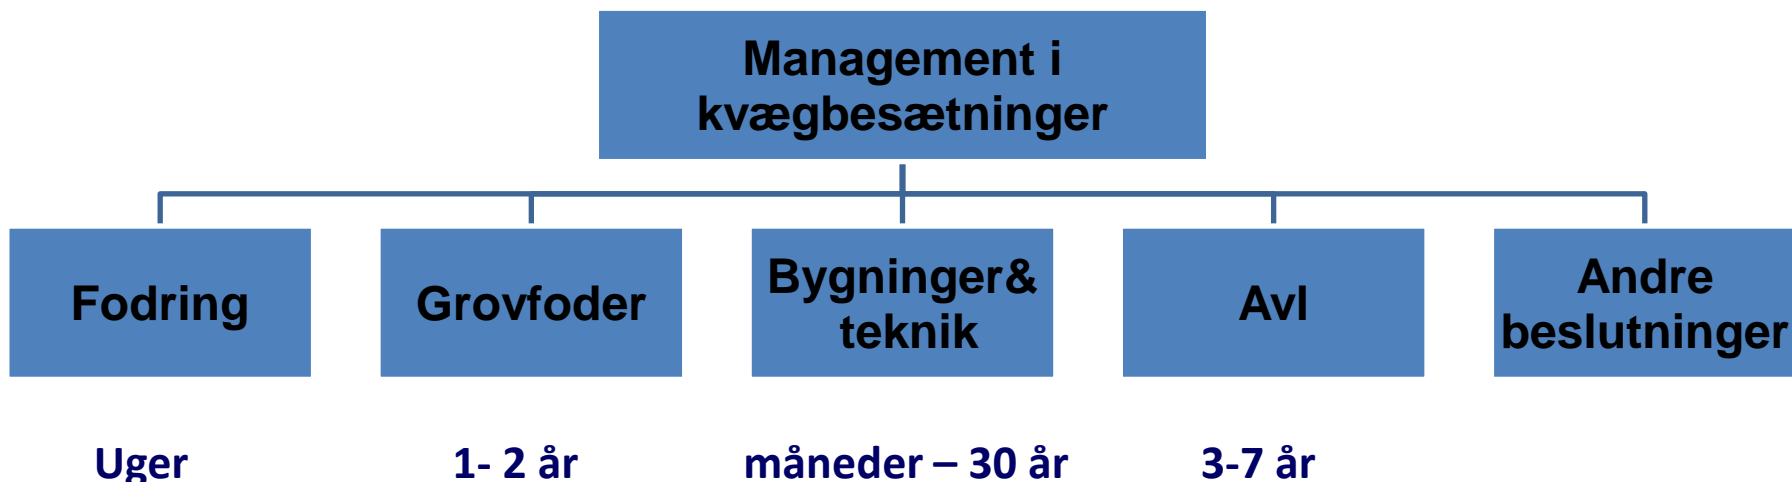 Management i
kvægbesætninger
Fodring
Grovfoder
Bygninger&
teknik
Avl
Andre
beslutninger
Uger
1- 2 år
måneder – 30 år
3-7 år